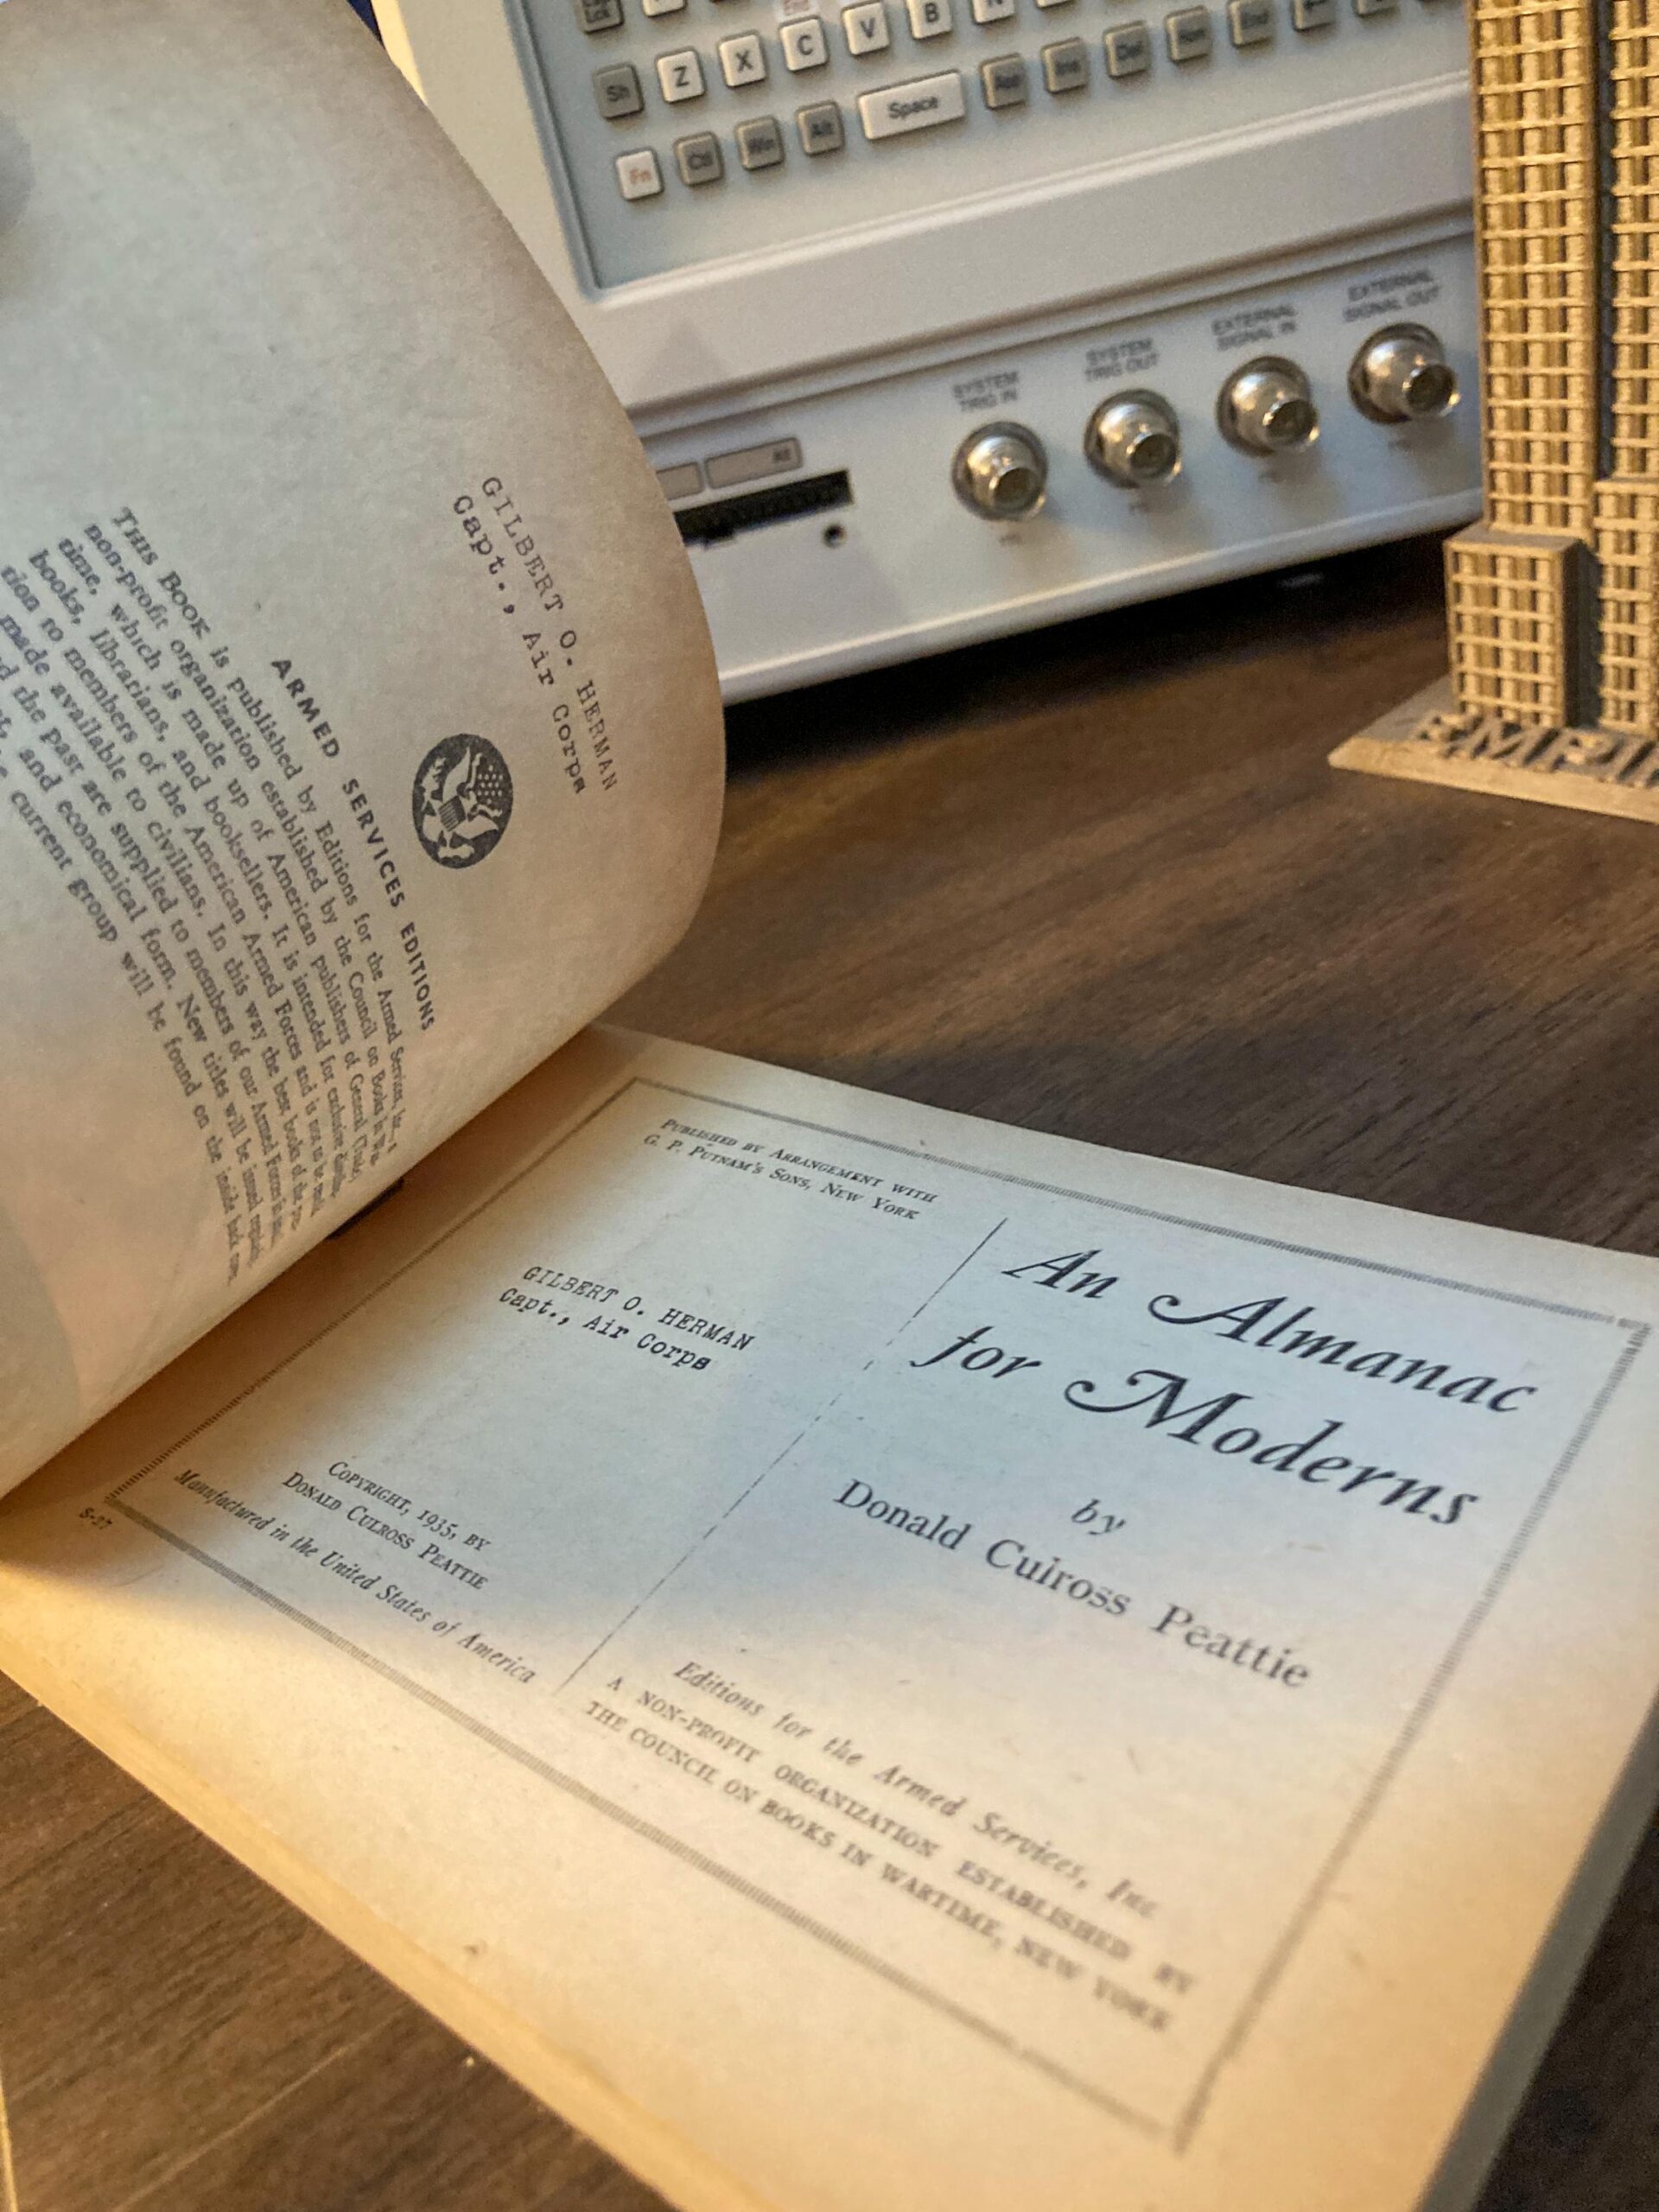 Z X C V B
Sh
Fn Ctl Win Alt Space
Ins Del End
SYSTEM
TRIG IN
SYSTEM
TRIG OUT
EXTERNAL
SIGNAL IN
EXTERNAL
SIGNAL OUT
EMPI
GILBERT O. HERMAN
Capt., Air Corps
ARMED SERVICES EDITIONS
THIS BOOK is published by Editions for the Armed Services, Inc., a
non-profit organization established by the Council on Books in
time, which is made up of American publishers of General
books, librarians, and booksellers. It is intended for exclusive
tion to members of the American Armed Forces and is not to be
made available to civilians. In this way the best books of the
and the past are supplied to members of our Armed Forces in
and economical form. New titles will be issued
current group will be found on the inside back
PUBLISHED BY ARRANGEMENT WITH
G. P. PUTNAM'S SONS, NEW YORK
GILBERT O. HERMAN
Capt., Air Corps
COPYRIGHT, 1935, BY
DONALD CULROSS PEATTIE
Manufactured in the United States of America
S-27
An Almanac
for Moderns
by
Donald Culross Peattie
Editions for the Armed Services, Inc
A NON-PROFIT ORGANIZATION ESTABLISHED BY
THE COUNCIL ON BOOKS IN WARTIME, NEW YORK